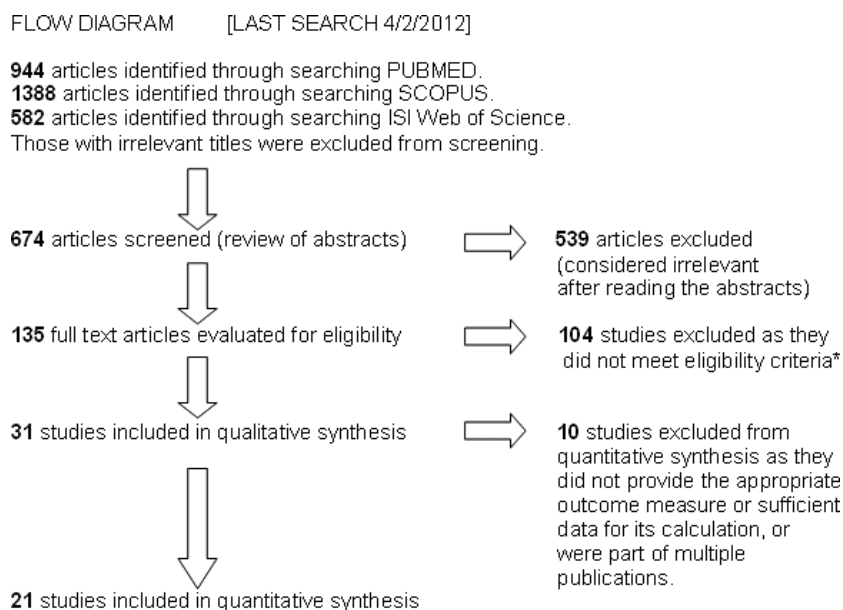 FLOW DIAGRAM [LAST SEARCH 4/2/2012]
944 articles identified through searching PUBMED.
1388 articles identified through searching SCOPUS.
582 articles identified through searching ISI Web of Science.
Those with irrelevant titles were excluded from screening.
674 articles screened (review of abstracts)
539 articles excluded
(considered irrelevant
after reading the abstracts)
135 full text articles evaluated for eligibility
104 studies excluded as they
did not meet eligibility criteria*
31 studies included in qualitative synthesis
10 studies excluded from
quantitative synthesis as they
did not provide the appropriate
outcome measure or sufficient
data for its calculation, or
were part of multiple
publications.
21 studies included in quantitative synthesis